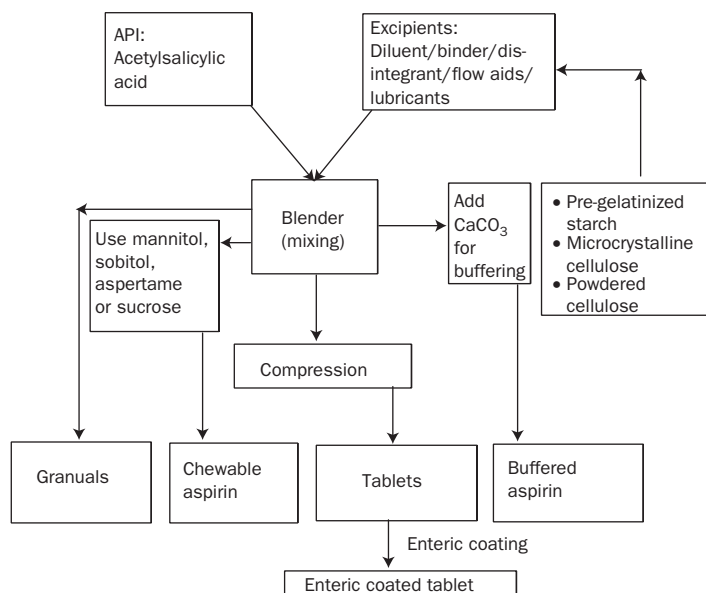 API:
Acetylsalicylic
acid
Excipients:
Diluent/binder/dis-
integrant/flow aids/
lubricants
Blender
(mixing)
Add
CaCO₃
for
buffering
• Pre-gelatinized
starch
• Microcrystalline
cellulose
• Powdered
cellulose
Use mannitol,
sobitol,
aspertame
or sucrose
Compression
Granuals
Chewable
aspirin
Tablets
Buffered
aspirin
Enteric coating
Enteric coated tablet